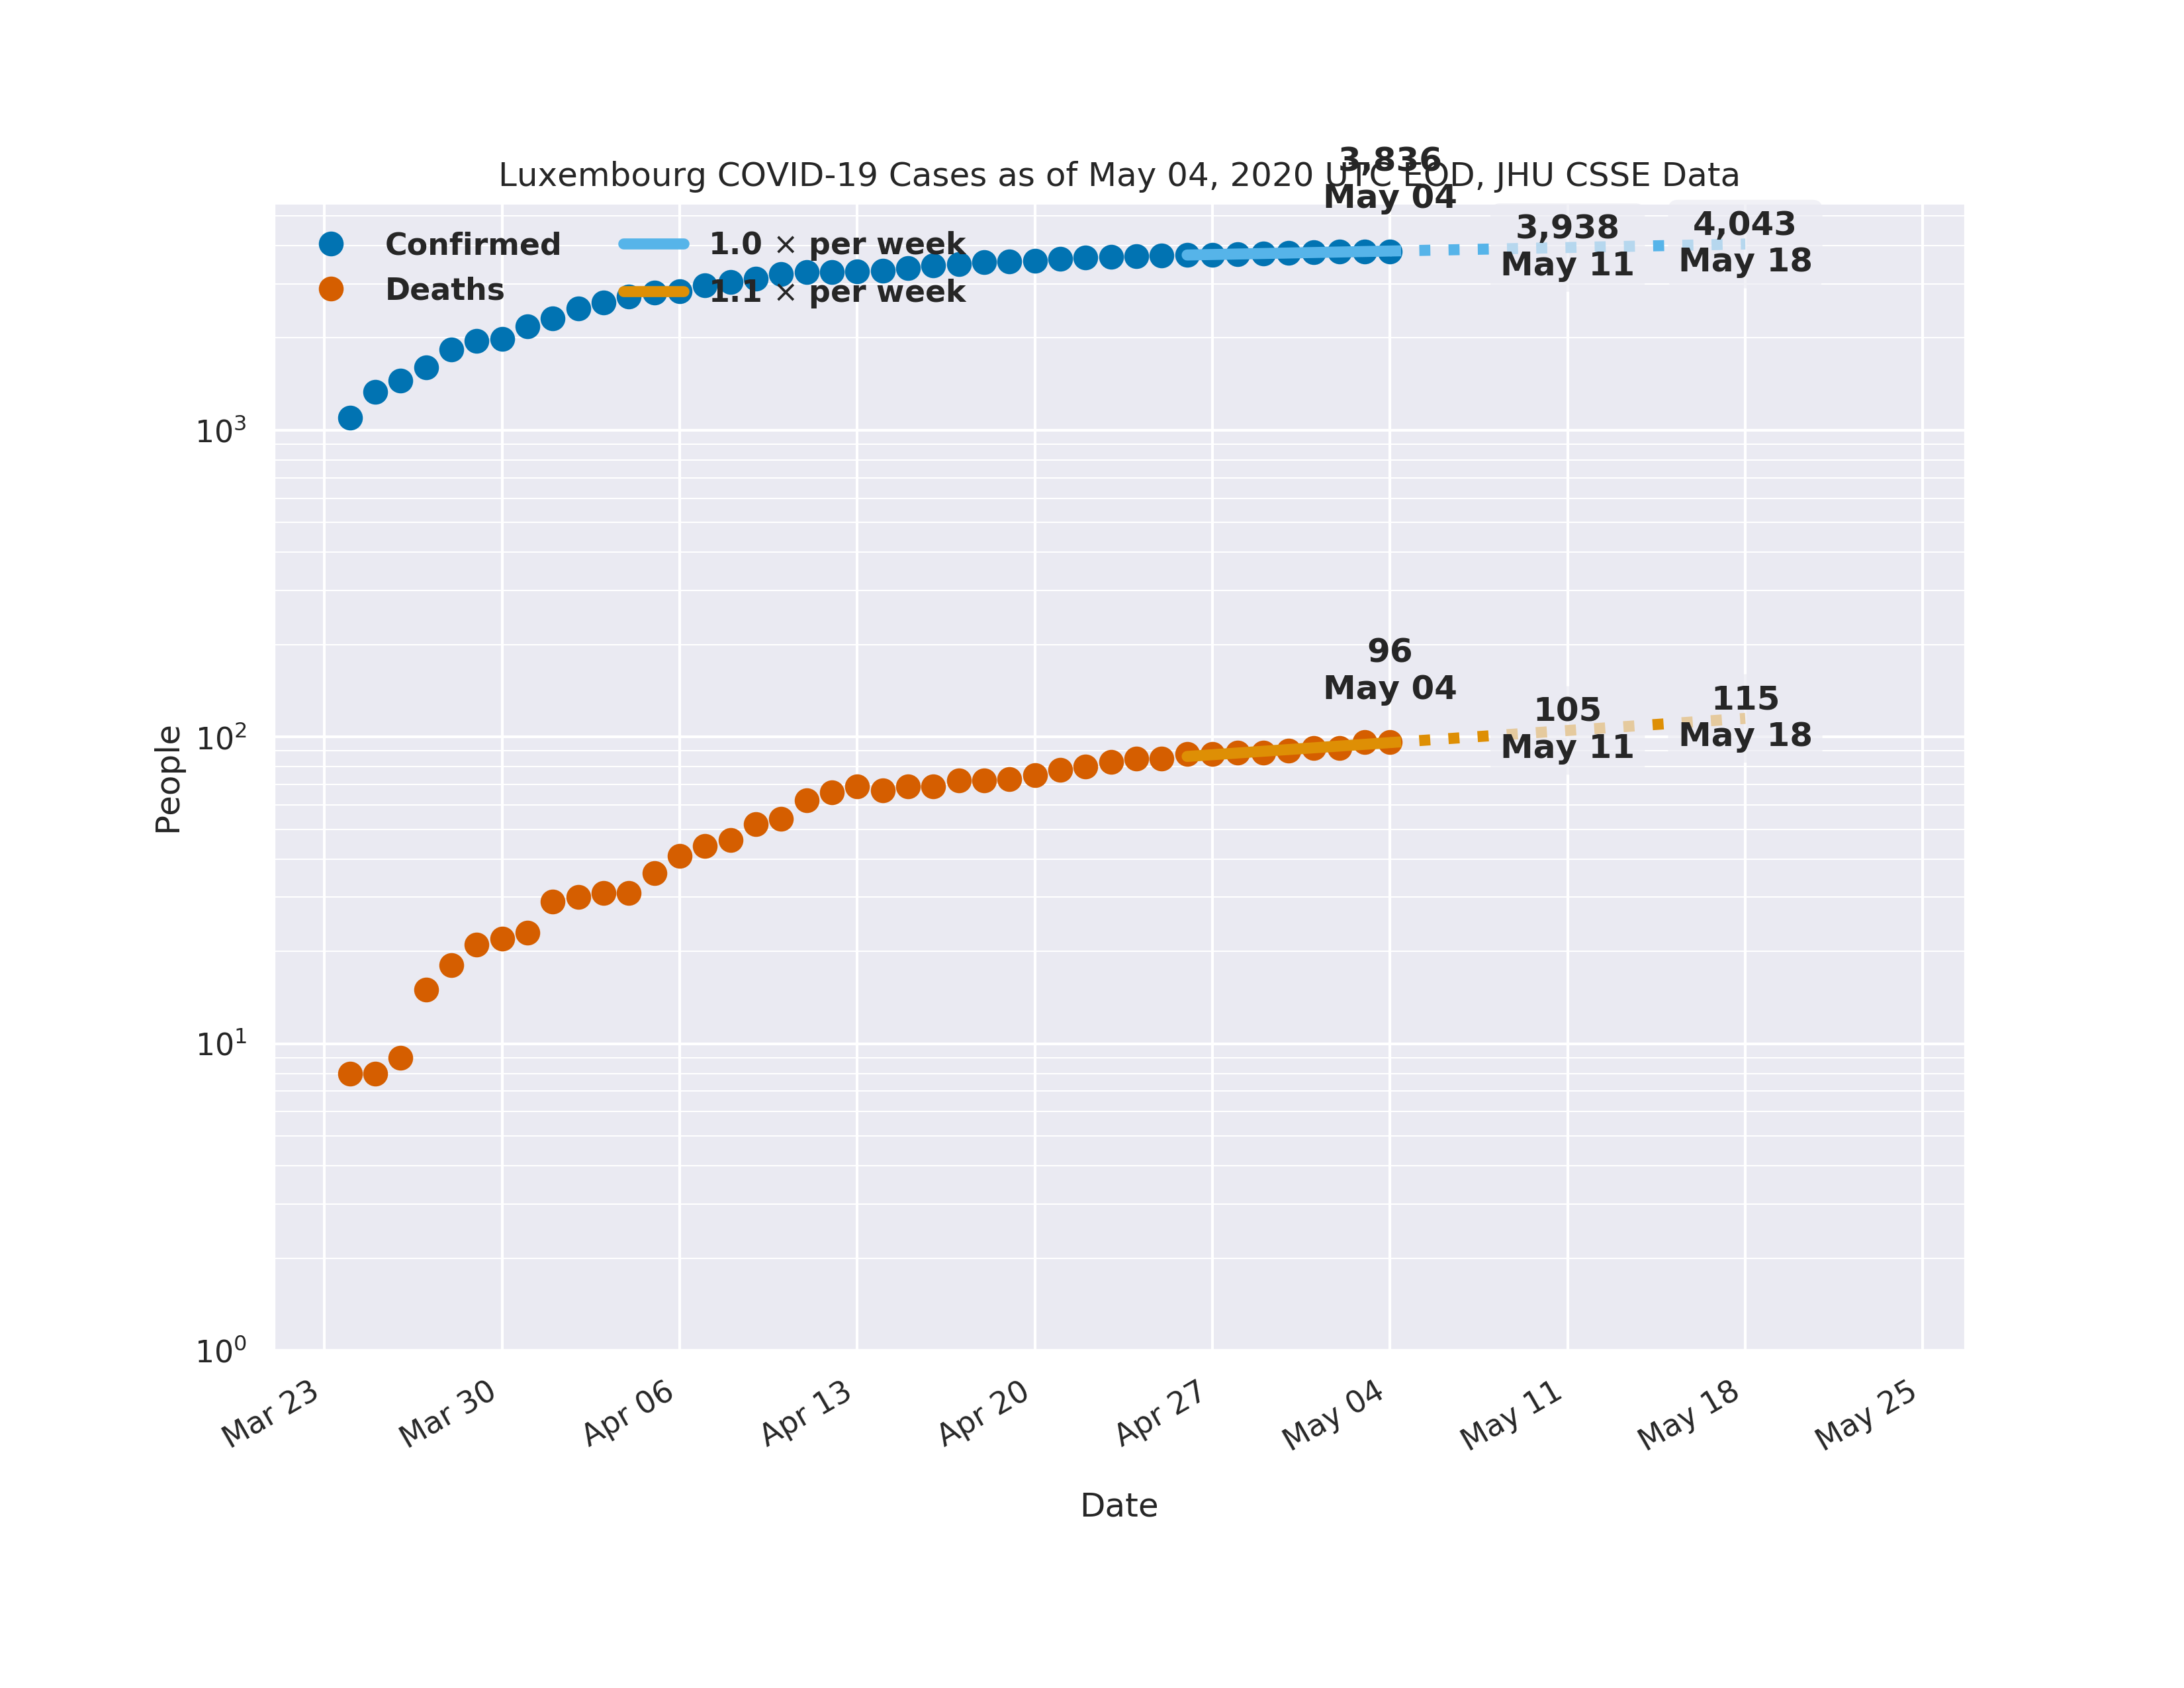 Luxembourg COVID-19 Cases as of May 04, 2020 UTC EOD, JHU CSSE Data
3,836
May 04
3,938
May 11
4,043
May 18
Confirmed
Deaths
1.0 × per week
1.1 × per week
96
May 04
105
May 11
115
May 18
People
10³
10²
10¹
10⁰
Mar 23
Mar 30
Apr 06
Apr 13
Apr 20
Apr 27
May 04
May 11
May 18
May 25
Date